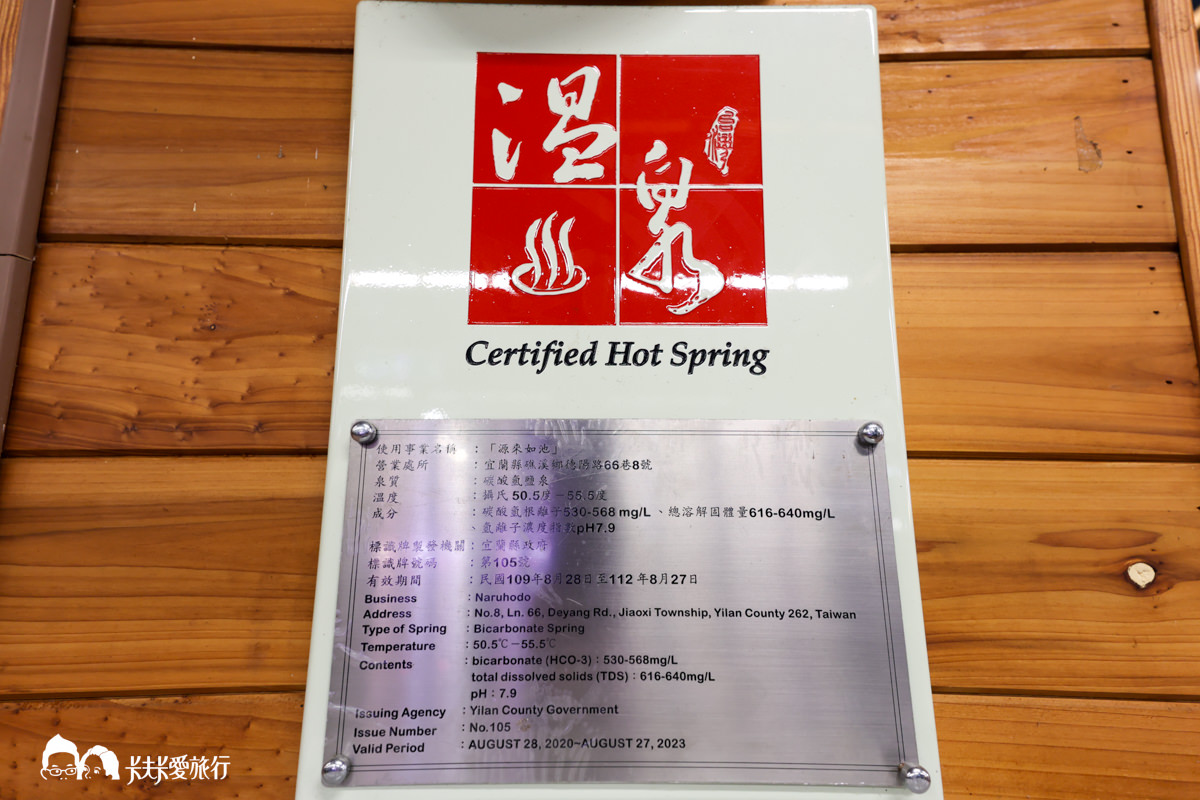 溫泉
台灣
Certified Hot Spring
使用事業名稱 : 「源來如池」
營業處所 : 宜蘭縣礁溪鄉德陽路66巷8號
泉質 : 碳酸氫鹽泉
溫度 : 攝氏 50.5度－55.5度
成分 : 碳酸氫根離子530-568 mg/L 、總溶解固體量616-640mg/L
、氫離子濃度指數pH7.9
標識牌製發機關 : 宜蘭縣政府
標識牌號碼 : 第105號
有效期間 : 民國109年8月28日至112年8月27日
Business : Naruhodo
Address : No.8, Ln. 66, Deyang Rd., Jiaoxi Township, Yilan County 262, Taiwan
Type of Spring : Bicarbonate Spring
Temperature : 50.5℃－55.5℃
Contents : bicarbonate (HCO-3) : 530-568mg/L
total dissolved solids (TDS) : 616-640mg/L
pH : 7.9
Issuing Agency : Yilan County Government
Issue Number : No.105
Valid Period : AUGUST 28, 2020~AUGUST 27, 2023
卡夫卡愛旅行